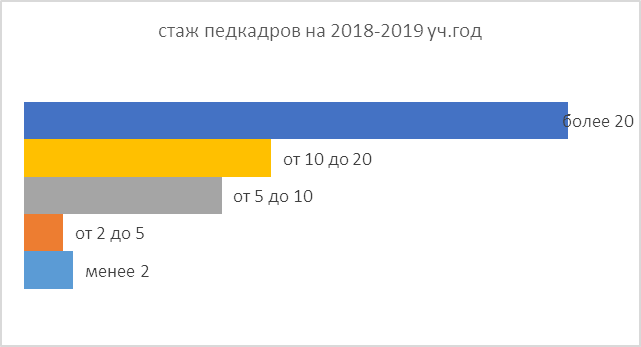 стаж педкадров на 2018-2019 уч.год
более 20
от 10 до 20
от 5 до 10
от 2 до 5
менее 2